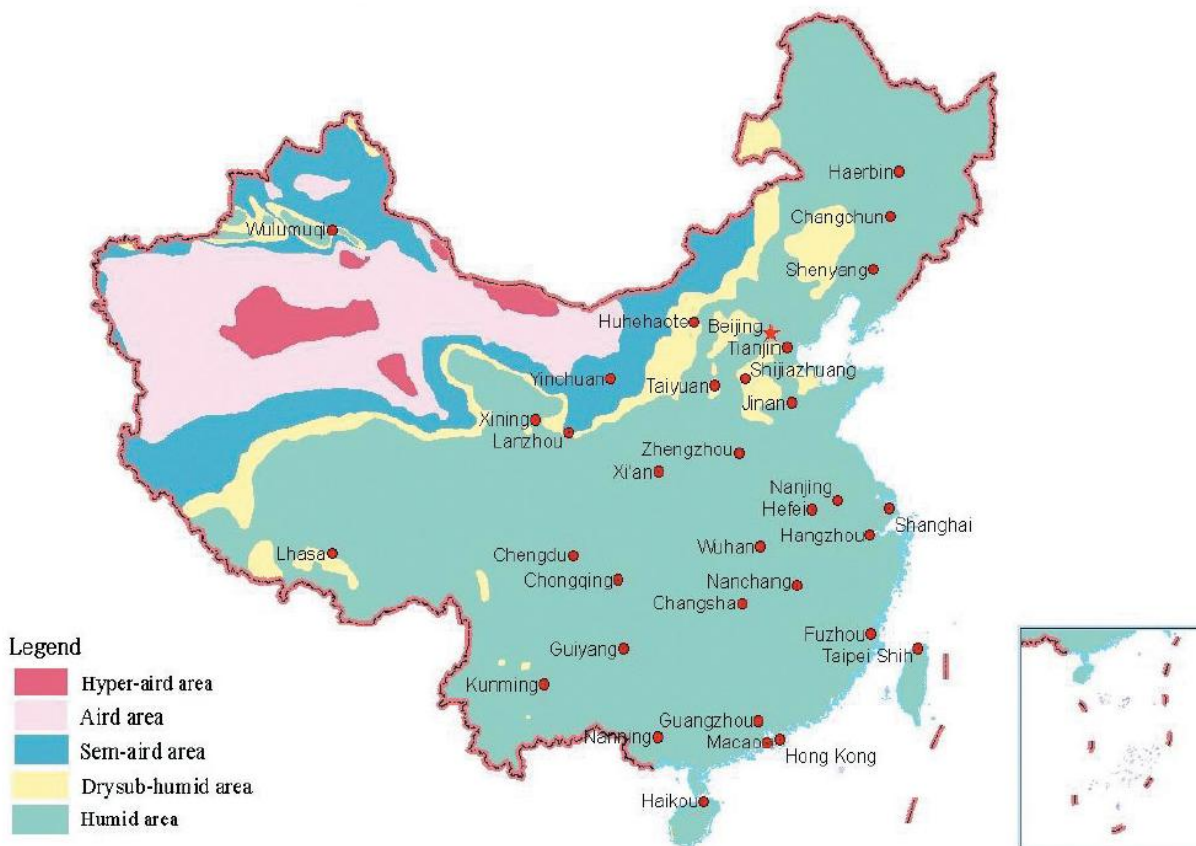 Haerbin
Changchun
Wulumuqi
Shenyang
Huhehaote
Beijing
Tianjin
Shijiazhuang
Yinchuan
Taiyuan
Jinan
Xining
Lanzhou
Zhengzhou
Xi'an
Nanjing
Hefei
Shanghai
Hangzhou
Wuhan
Lhasa
Chengdu
Chongqing
Nanchang
Changsha
Fuzhou
Taipei Shih
Guiyang
Kunming
Guangzhou
Nanning
Macao
Hong Kong
Haikou
Legend
Hyper-aird area
Aird area
Sem-aird area
Drysub-humid area
Humid area